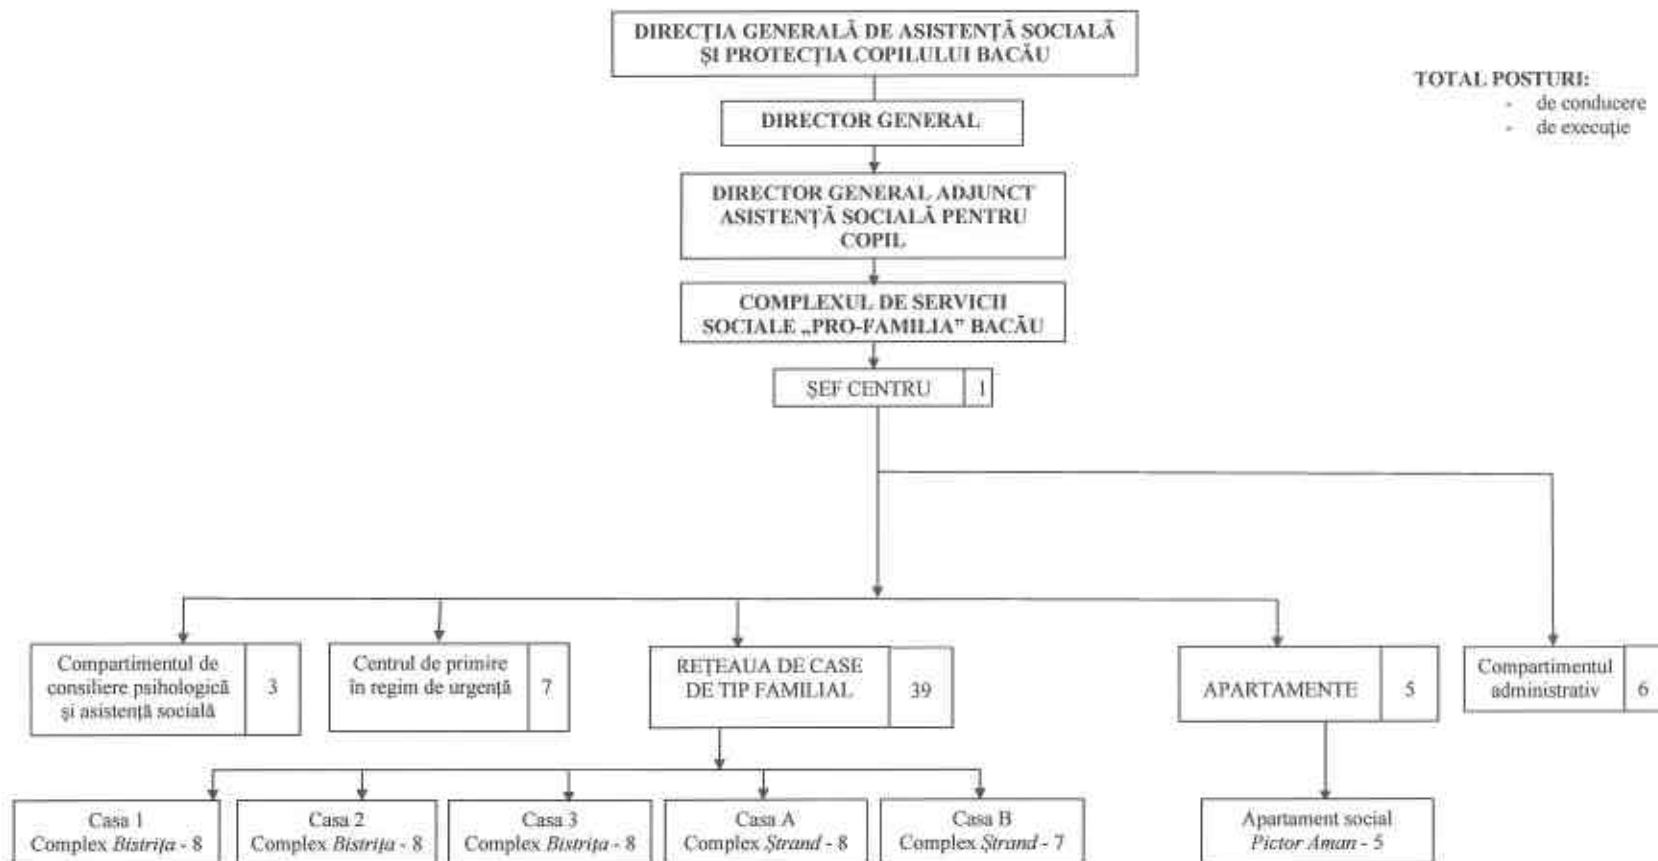 DIRECȚIA GENERALĂ DE ASISTENȚĂ SOCIALĂ
ȘI PROTECȚIA COPILULUI BACĂU
TOTAL POSTURI:
- de conducere
- de execuție
DIRECTOR GENERAL
DIRECTOR GENERAL ADJUNCT
ASISTENȚĂ SOCIALĂ PENTRU
COPIL
COMPLEXUL DE SERVICII
SOCIALE „PRO-FAMILIA” BACĂU
ȘEF CENTRU 1
Compartimentul de
consiliere psihologică
și asistență socială
3
Centrul de primire
în regim de urgență
7
REȚEAUA DE CASE
DE TIP FAMILIAL
39
APARTAMENTE 5
Compartimentul
administrativ
6
Casa 1
Complex Bistrița - 8
Casa 2
Complex Bistrița - 8
Casa 3
Complex Bistrița - 8
Casa A
Complex Ștrand - 8
Casa B
Complex Ștrand - 7
Apartament social
Pictor Aman - 5